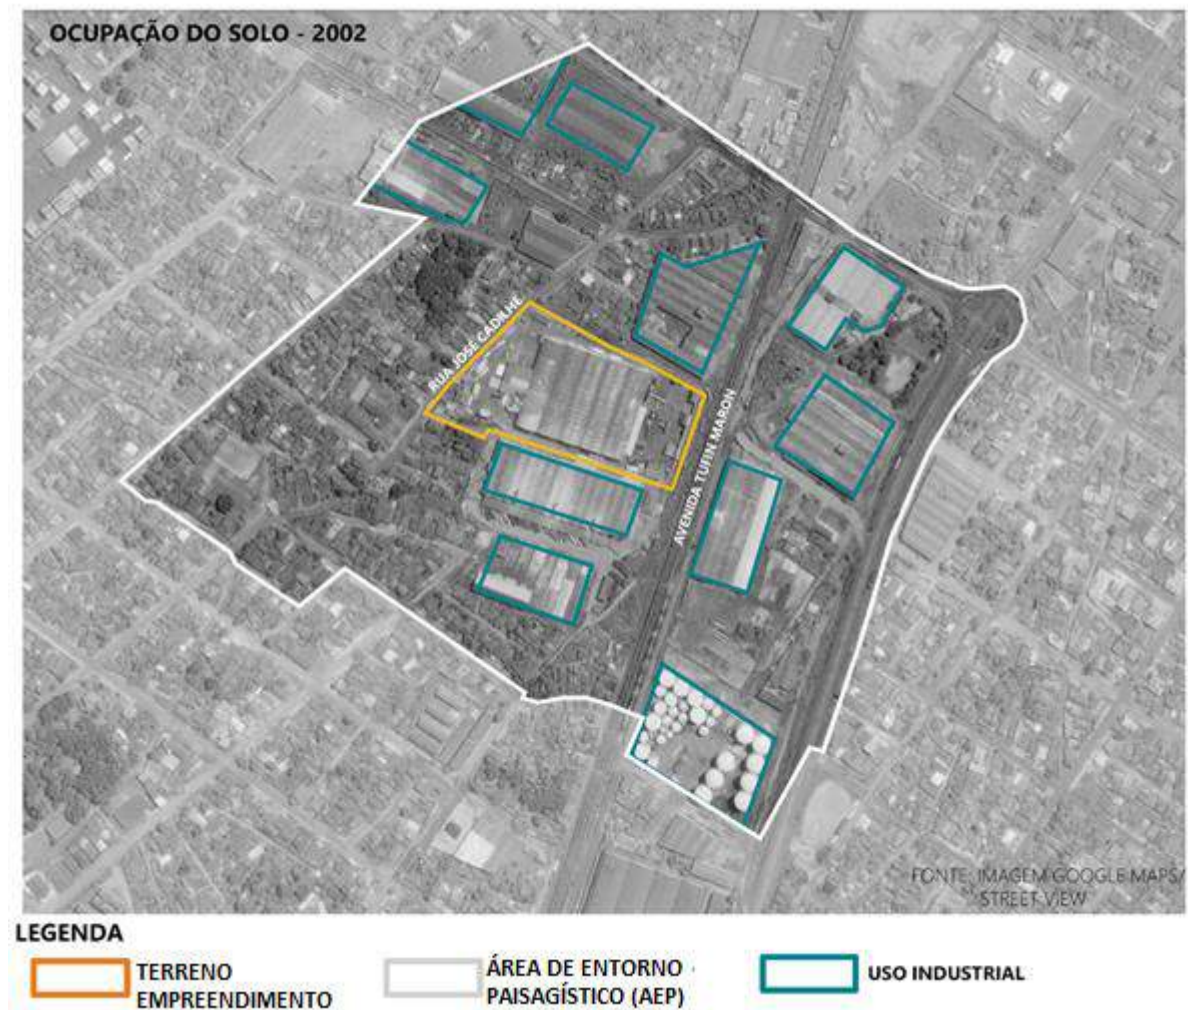 OCUPAÇÃO DO SOLO - 2002
RUA JOSÉ CADILHE
AVENIDA TUFIN MARON
FONTE: IMAGEM GOOGLE MAPS/
STREET VIEW
LEGENDA
TERRENO
EMPREENDIMENTO
ÁREA DE ENTORNO
PAISAGÍSTICO (AEP)
USO INDUSTRIAL